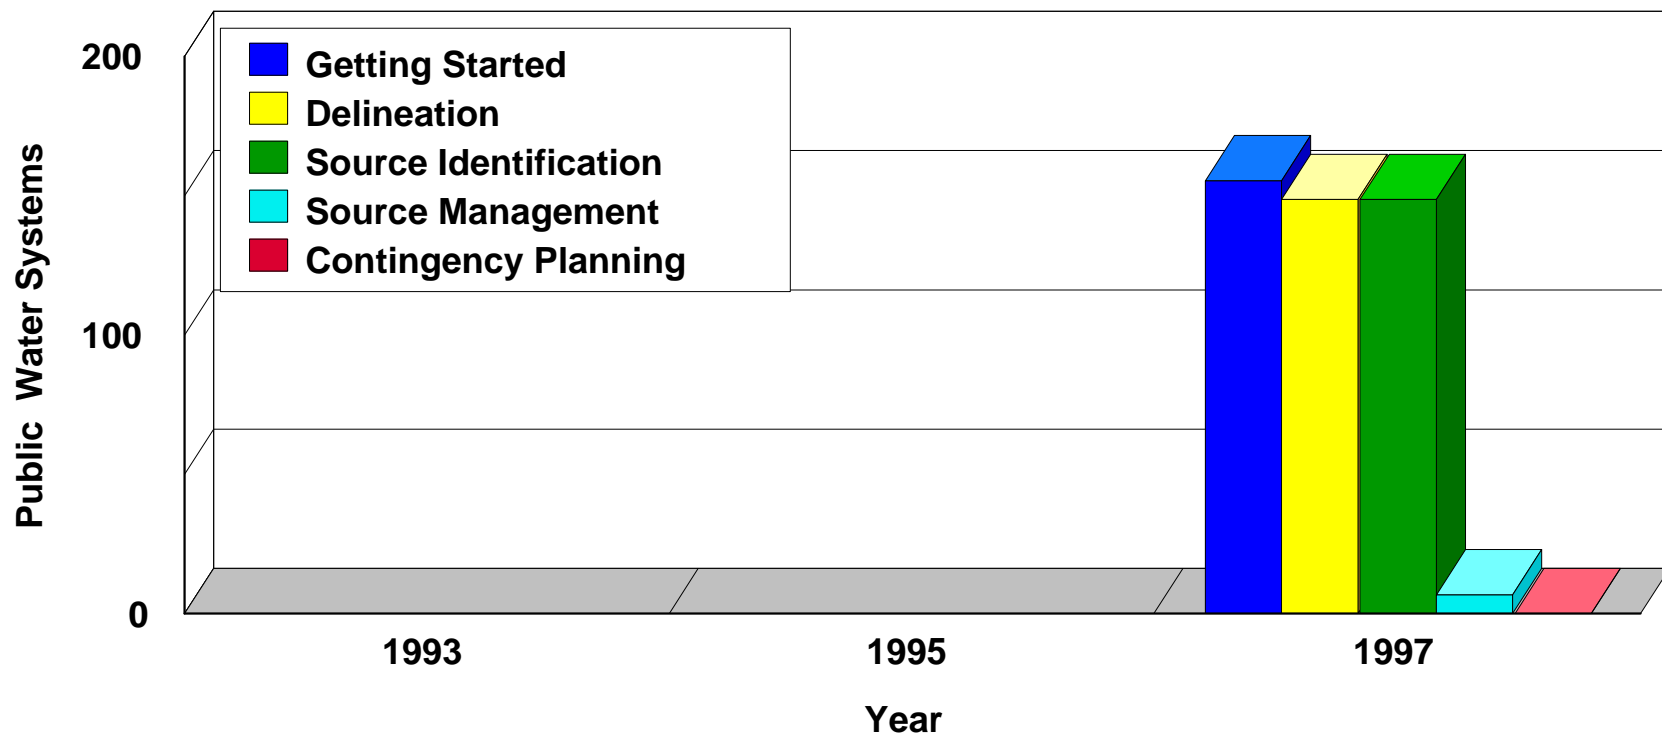 200
100
0
Public Water Systems
Getting Started
Delineation
Source Identification
Source Management
Contingency Planning
1993 1995 1997
Year